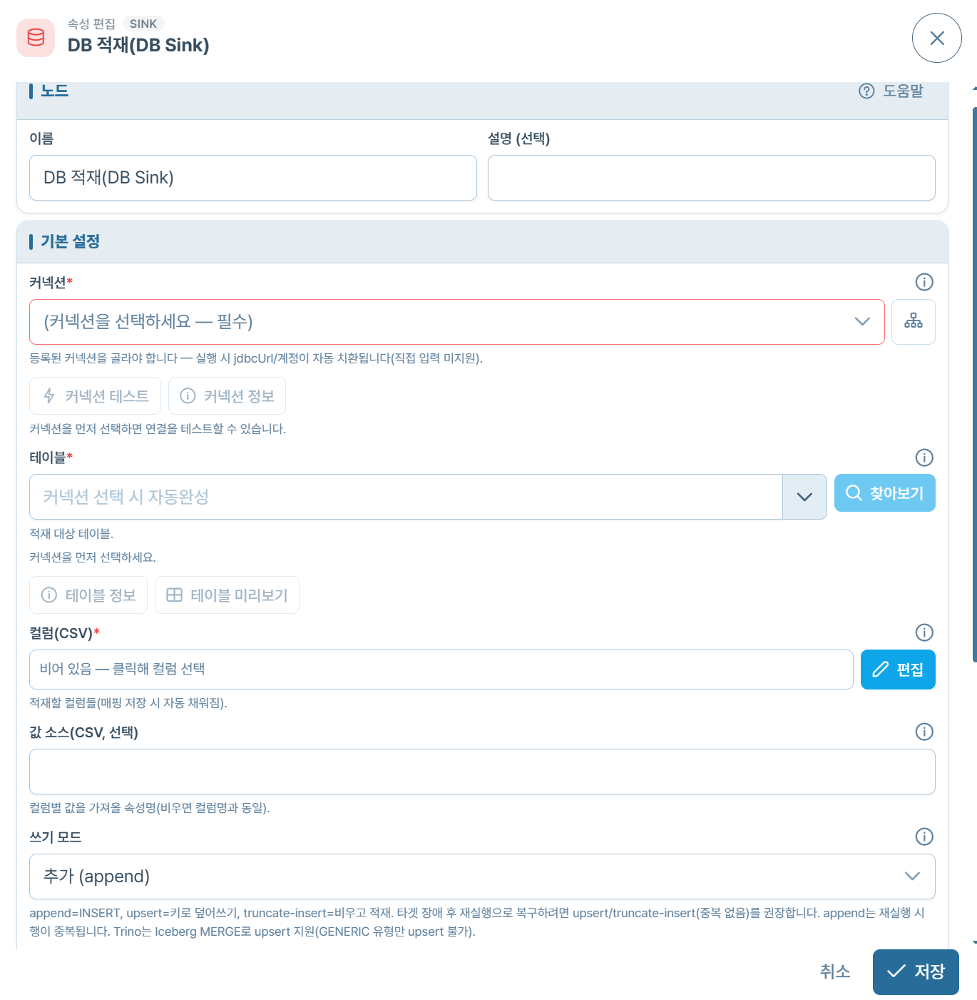 속성 편집 SINK
DB 적재(DB Sink)
노드
도움말
이름
설명 (선택)
DB 적재(DB Sink)
기본 설정
커넥션*
(커넥션을 선택하세요 — 필수)
등록된 커넥션을 골라야 합니다 — 실행 시 jdbcUrl/계정이 자동 치환됩니다(직접 입력 미지원).
커넥션 테스트
커넥션 정보
커넥션을 먼저 선택하면 연결을 테스트할 수 있습니다.
테이블*
커넥션 선택 시 자동완성
찾아보기
적재 대상 테이블.
커넥션을 먼저 선택하세요.
테이블 정보
테이블 미리보기
컬럼(CSV)*
비어 있음 — 클릭해 컬럼 선택
편집
적재할 컬럼들(매핑 저장 시 자동 채워짐).
값 소스(CSV, 선택)
컬럼별 값을 가져올 속성명(비우면 컬럼명과 동일).
쓰기 모드
추가 (append)
append=INSERT, upsert=키로 덮어쓰기, truncate-insert=비우고 적재. 타겟 장애 후 재실행으로 복구하려면 upsert/truncate-insert(중복 없음)를 권장합니다. append는 재실행 시
행이 중복됩니다. Trino는 Iceberg MERGE로 upsert 지원(GENERIC 유형만 upsert 불가).
취소
저장